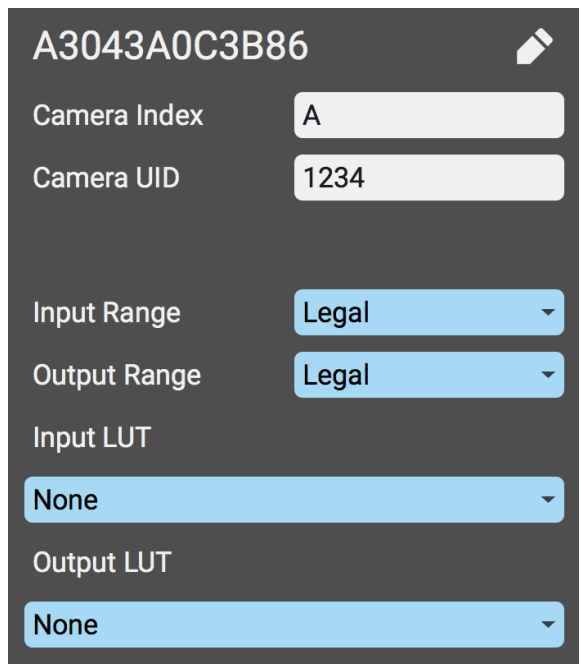 A3043A0C3B86
Camera Index A
Camera UID 1234
Input Range Legal
Output Range Legal
Input LUT
None
Output LUT
None